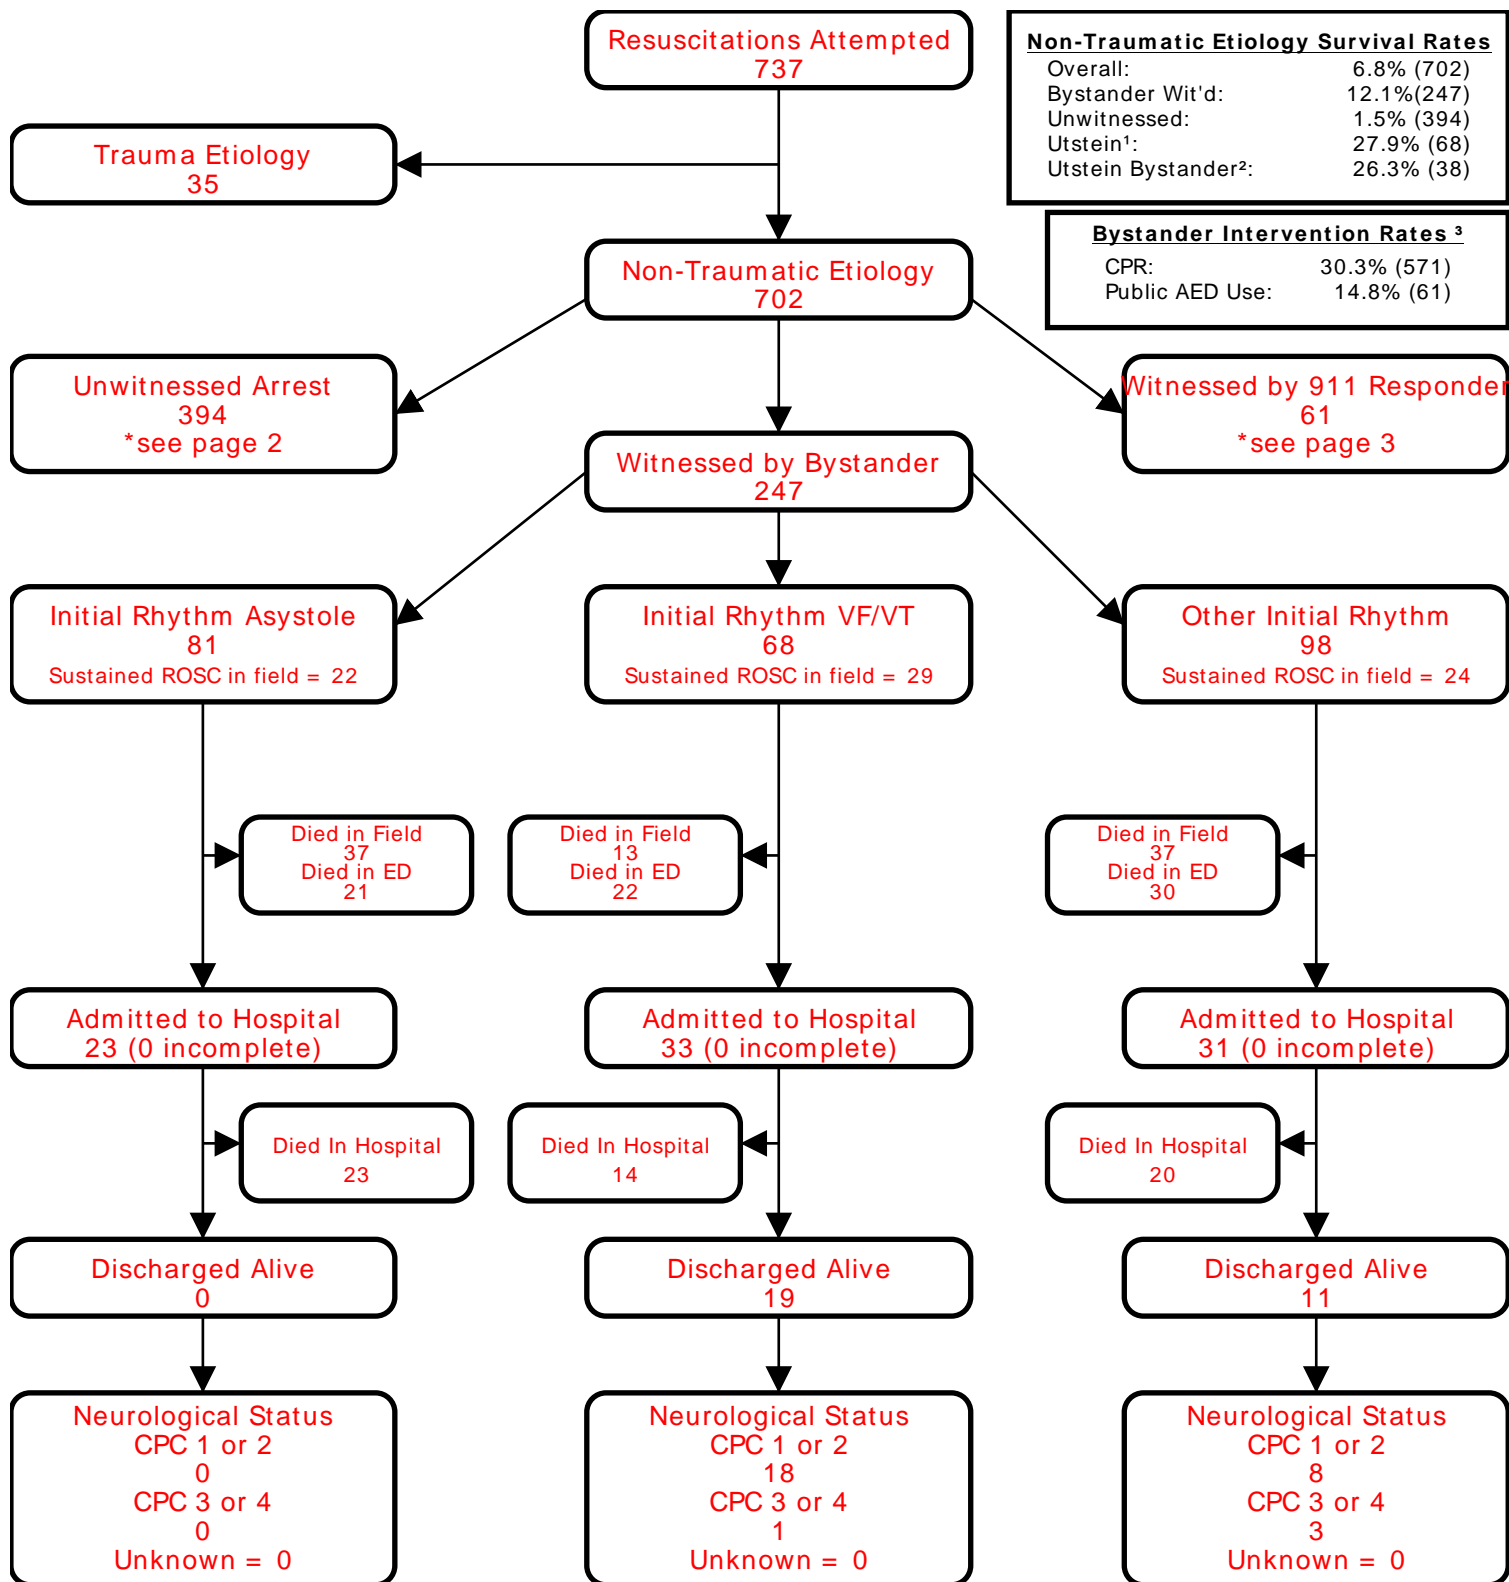 Resuscitations Attempted
737
Non-Traumatic Etiology Survival Rates
Overall: 6.8% (702)
Bystander Wit'd: 12.1%(247)
Unwitnessed: 1.5% (394)
Utstein¹: 27.9% (68)
Utstein Bystander²: 26.3% (38)
Trauma Etiology
35
Bystander Intervention Rates ³
CPR: 30.3% (571)
Public AED Use: 14.8% (61)
Non-Traumatic Etiology
702
Unwitnessed Arrest
394
*see page 2
Witnessed by 911 Responder
61
*see page 3
Witnessed by Bystander
247
Initial Rhythm Asystole
81
Sustained ROSC in field = 22
Initial Rhythm VF/VT
68
Sustained ROSC in field = 29
Other Initial Rhythm
98
Sustained ROSC in field = 24
Died in Field
37
Died in ED
21
Died in Field
13
Died in ED
22
Died in Field
37
Died in ED
30
Admitted to Hospital
23 (0 incomplete)
Admitted to Hospital
33 (0 incomplete)
Admitted to Hospital
31 (0 incomplete)
Died In Hospital
23
Died In Hospital
14
Died In Hospital
20
Discharged Alive
0
Discharged Alive
19
Discharged Alive
11
Neurological Status
CPC 1 or 2
0
CPC 3 or 4
0
Unknown = 0
Neurological Status
CPC 1 or 2
18
CPC 3 or 4
1
Unknown = 0
Neurological Status
CPC 1 or 2
8
CPC 3 or 4
3
Unknown = 0